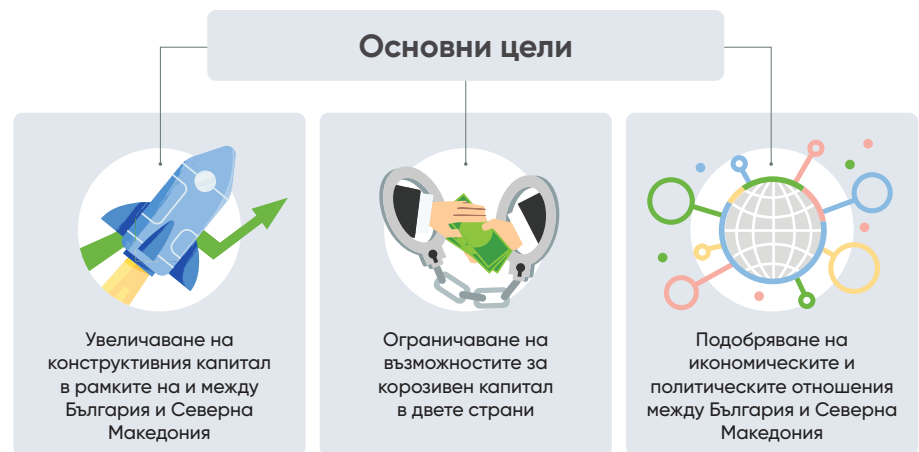 Основни цели
Увеличаване на
конструктивния капитал
в рамките на и между
България и Северна
Македония
Ограничаване на
възможностите за
корозивен капитал
в двете страни
Подобряване на
икономическите и
политическите отношения
между България и Северна
Македония